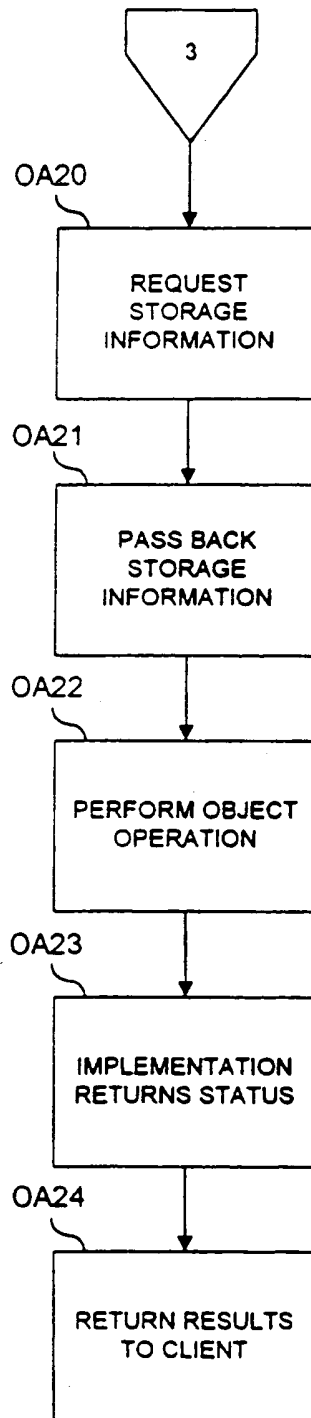 3
OA20
REQUEST
STORAGE
INFORMATION
OA21
PASS BACK
STORAGE
INFORMATION
OA22
PERFORM OBJECT
OPERATION
OA23
IMPLEMENTATION
RETURNS STATUS
OA24
RETURN RESULTS
TO CLIENT